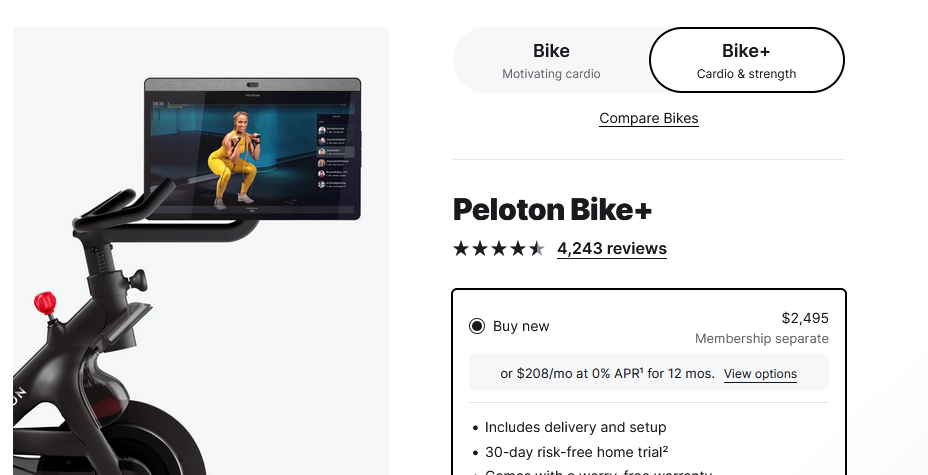 Bike
Motivating cardio
Bike+
Cardio & strength
Compare Bikes
Peloton Bike+
4,243 reviews
Buy new
$2,495
Membership separate
or $208/mo at 0% APR¹ for 12 mos. View options
• Includes delivery and setup
• 30-day risk-free home trial²
PELOTON
ON